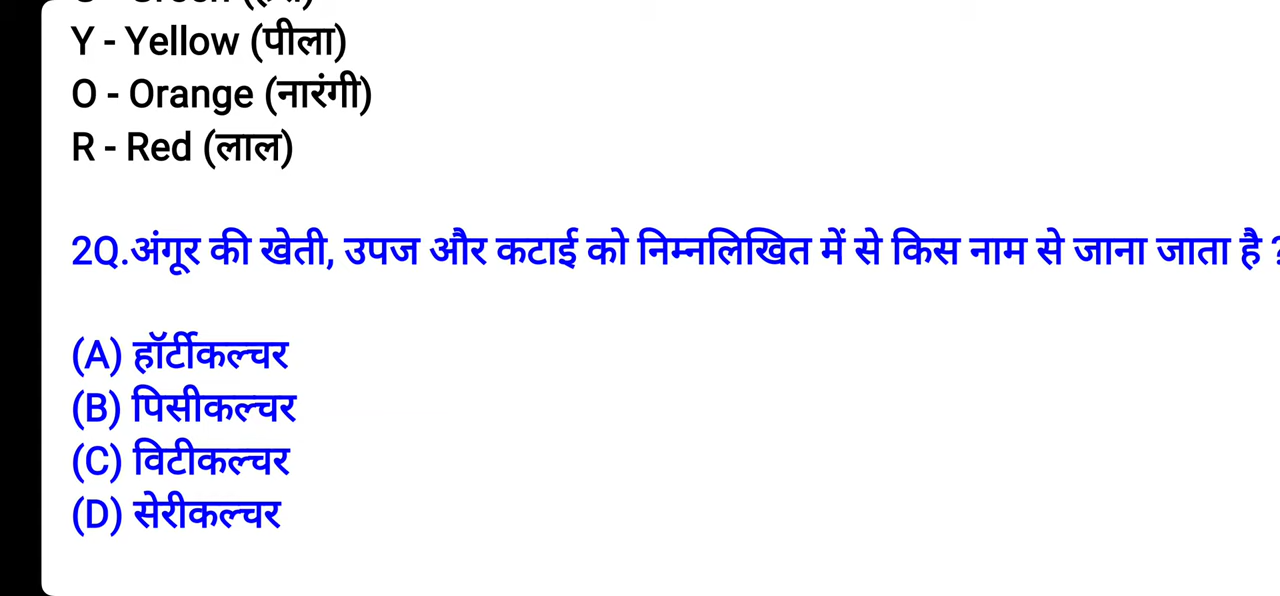 Y - Yellow (पीला)
O - Orange (नारंगी)
R - Red (लाल)
2Q.अंगूर की खेती, उपज और कटाई को निम्नलिखित में से किस नाम से जाना जाता है ?
(A) हॉर्टीकल्चर
(B) पिसीकल्चर
(C) विटीकल्चर
(D) सेरीकल्चर